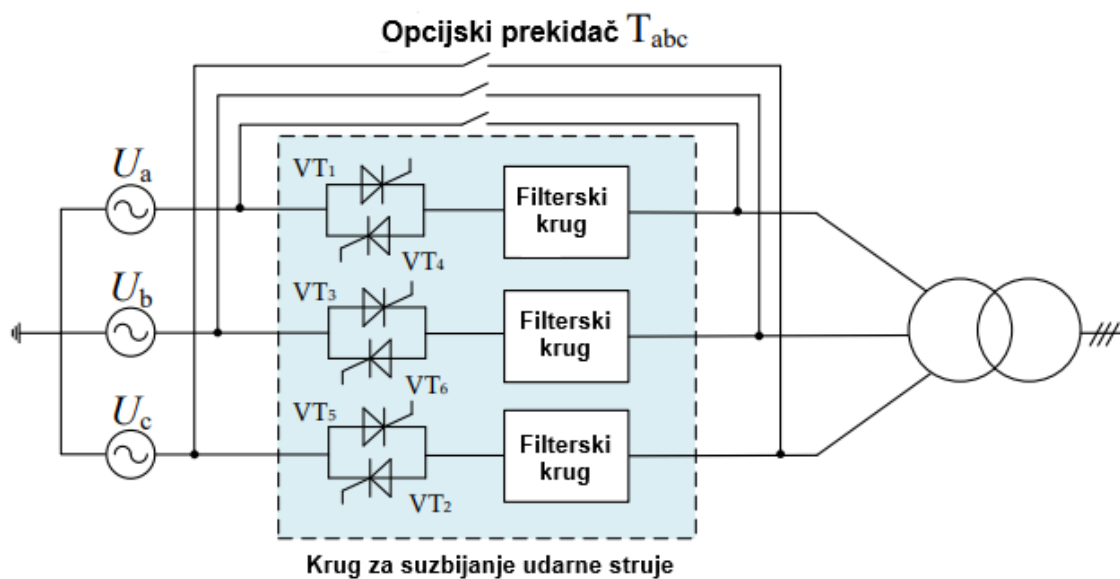 Opcijski prekidač Tabc
Ua
VT1
Filterski
krug
VT4
Ub
VT3
Filterski
krug
VT6
Uc
VT5
Filterski
krug
VT2
Krug za suzbijanje udarne struje